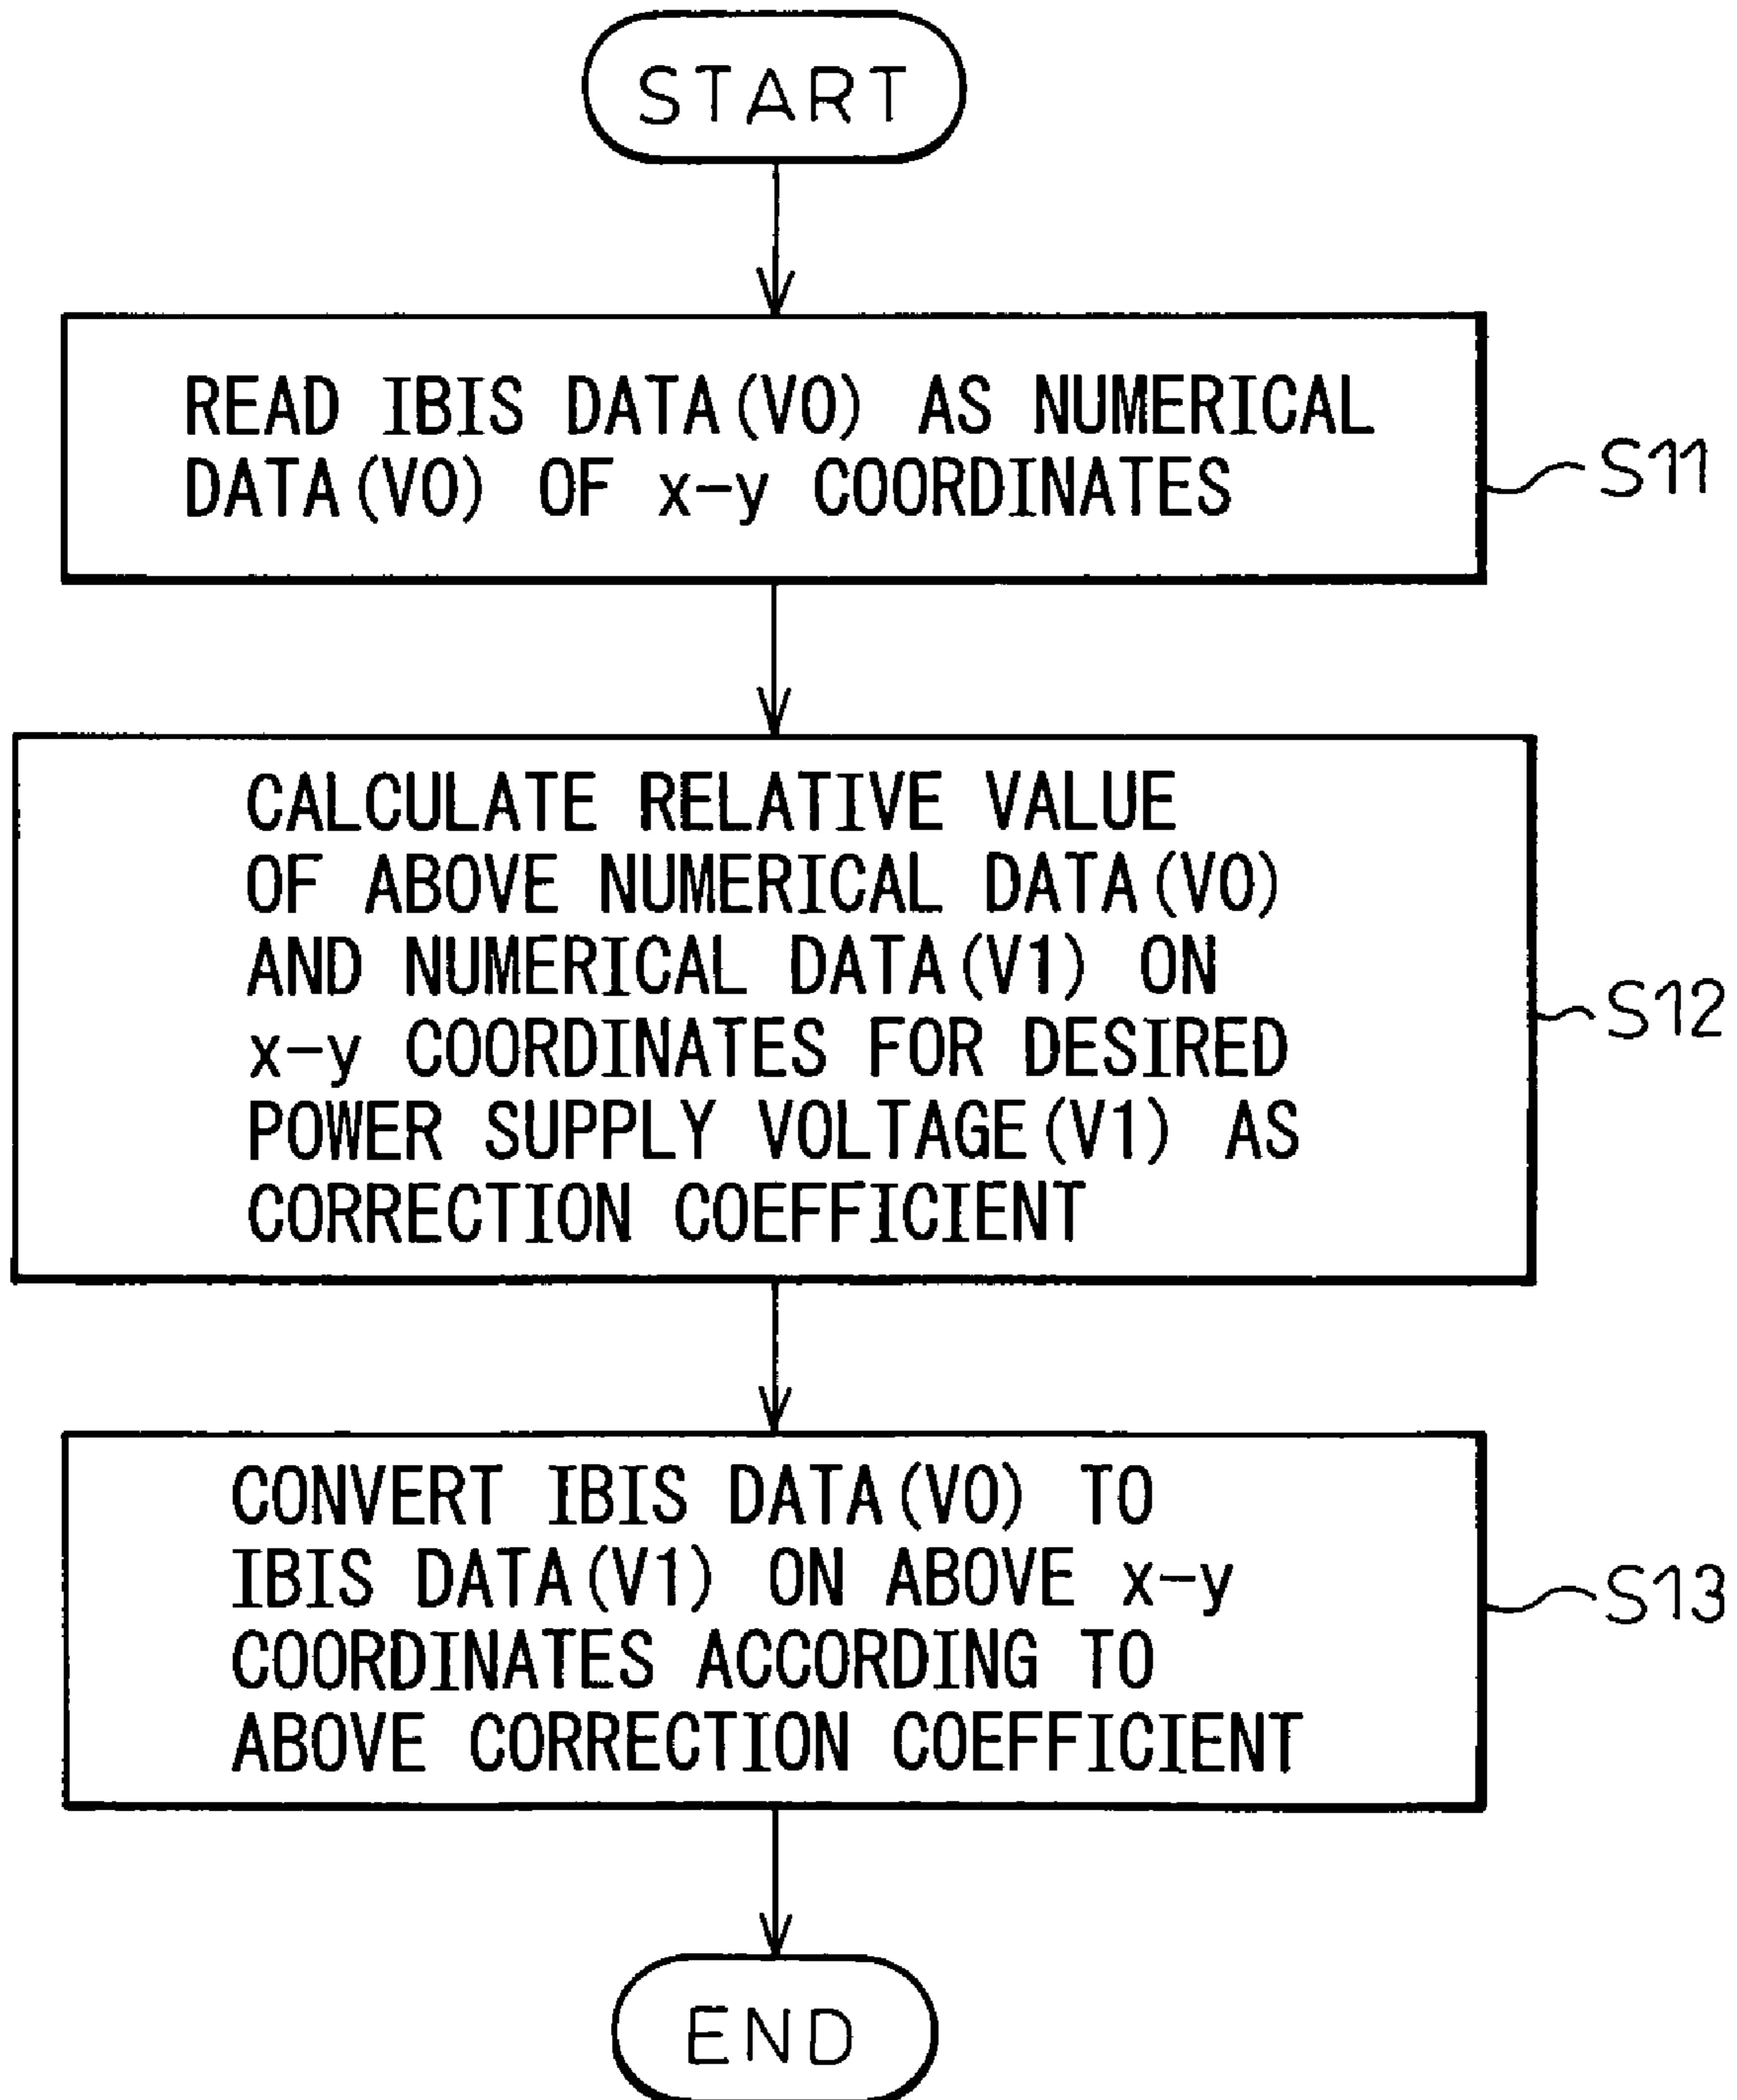 START
READ IBIS DATA(V0) AS NUMERICAL
DATA(V0) OF x-y COORDINATES
S11
CALCULATE RELATIVE VALUE
OF ABOVE NUMERICAL DATA(V0)
AND NUMERICAL DATA(V1) ON
x-y COORDINATES FOR DESIRED
POWER SUPPLY VOLTAGE(V1) AS
CORRECTION COEFFICIENT
S12
CONVERT IBIS DATA(V0) TO
IBIS DATA(V1) ON ABOVE x-y
COORDINATES ACCORDING TO
ABOVE CORRECTION COEFFICIENT
S13
END